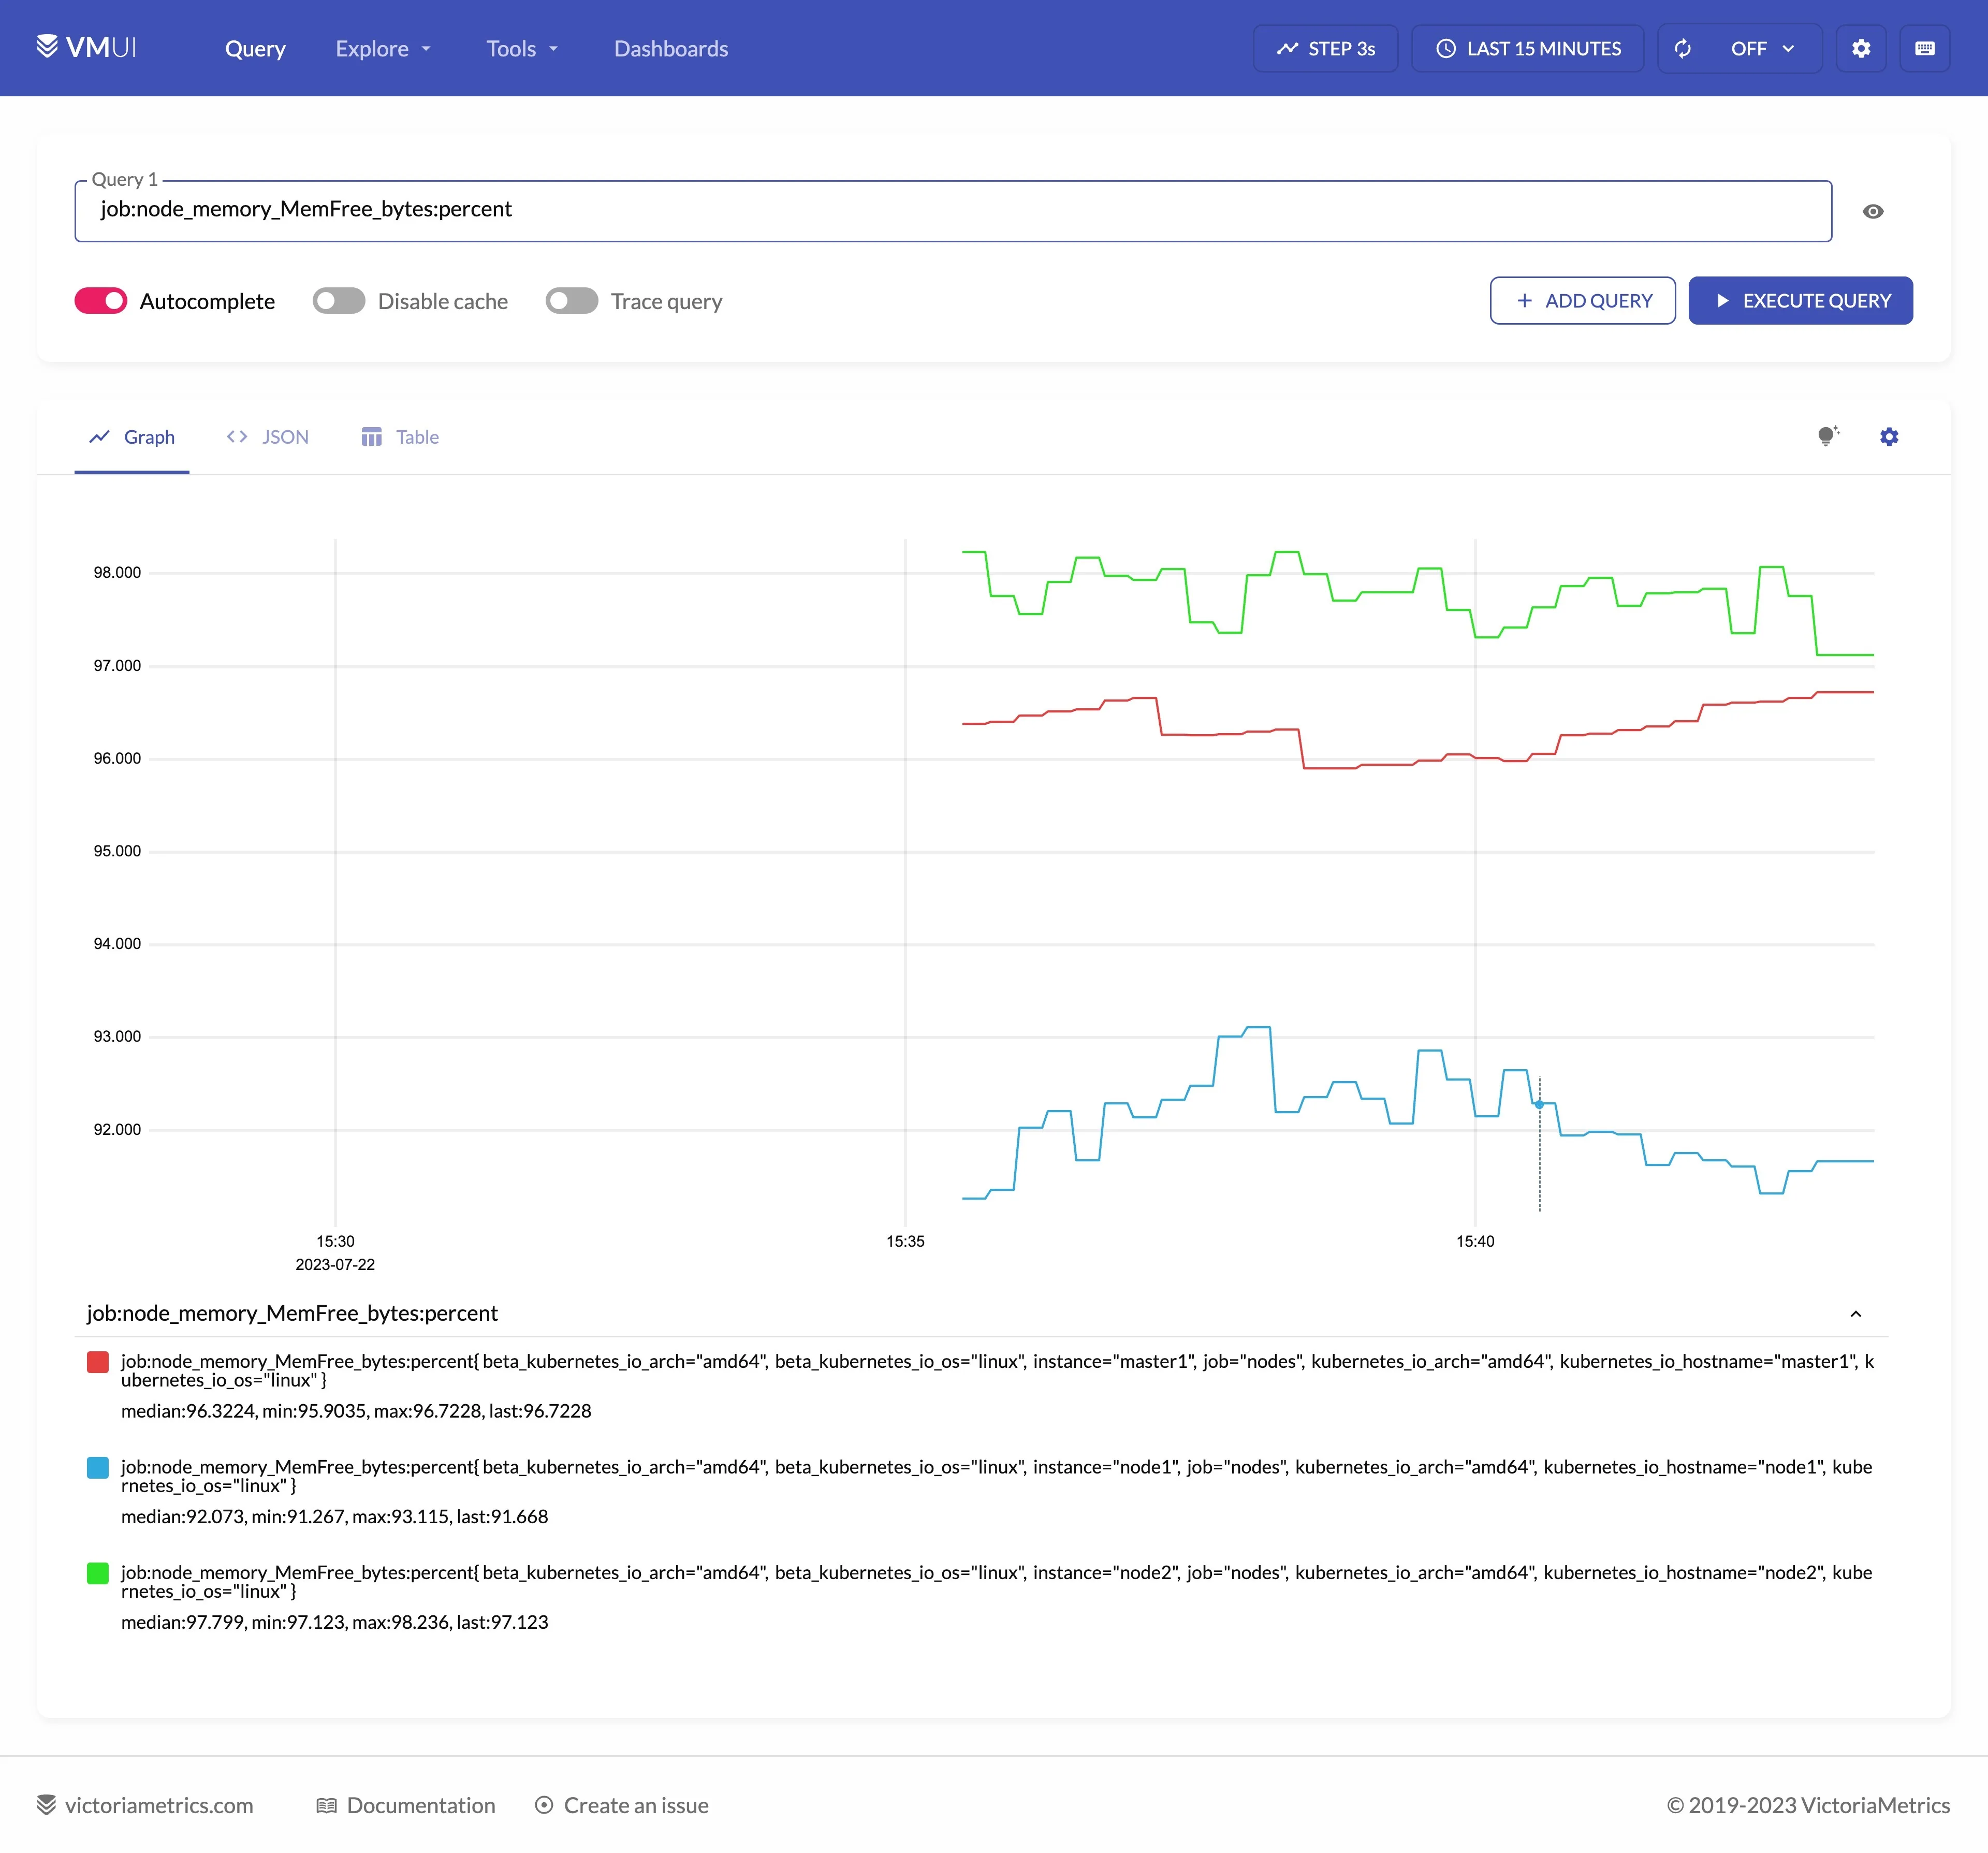 VMUI Query Explore Tools Dashboards STEP 3s LAST 15 MINUTES OFF
Query 1
job:node_memory_MemFree_bytes:percent
Autocomplete Disable cache Trace query ADD QUERY EXECUTE QUERY
Graph JSON Table
98.000
97.000
96.000
95.000
94.000
93.000
92.000
15:30 15:35 15:40
2023-07-22
job:node_memory_MemFree_bytes:percent
job:node_memory_MemFree_bytes:percent{ beta_kubernetes_io_arch="amd64", beta_kubernetes_io_os="linux", instance="master1", job="nodes", kubernetes_io_arch="amd64", kubernetes_io_hostname="master1", k
ubernetes_io_os="linux" }
median:96.3224, min:95.9035, max:96.7228, last:96.7228
job:node_memory_MemFree_bytes:percent{ beta_kubernetes_io_arch="amd64", beta_kubernetes_io_os="linux", instance="node1", job="nodes", kubernetes_io_arch="amd64", kubernetes_io_hostname="node1", kube
rnetes_io_os="linux" }
median:92.073, min:91.267, max:93.115, last:91.668
job:node_memory_MemFree_bytes:percent{ beta_kubernetes_io_arch="amd64", beta_kubernetes_io_os="linux", instance="node2", job="nodes", kubernetes_io_arch="amd64", kubernetes_io_hostname="node2", kube
rnetes_io_os="linux" }
median:97.799, min:97.123, max:98.236, last:97.123
victoriametrics.com Documentation Create an issue © 2019-2023 VictoriaMetrics